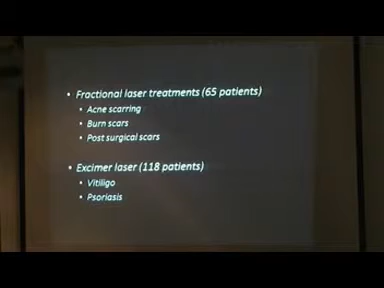 • Fractional laser treatments (65 patients)
• Acne scarring
• Burn scars
• Post surgical scars
• Excimer laser (118 patients)
• Vitiligo
• Psoriasis